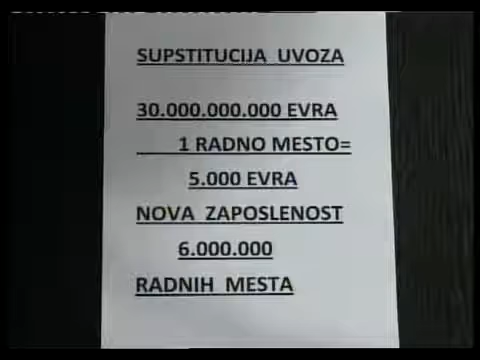 SUPSTITUCIJA UVOZA
30.000.000.000 EVRA
1 RADNO MESTO=
5.000 EVRA
NOVA ZAPOSLENOST
6.000.000
RADNIH MESTA